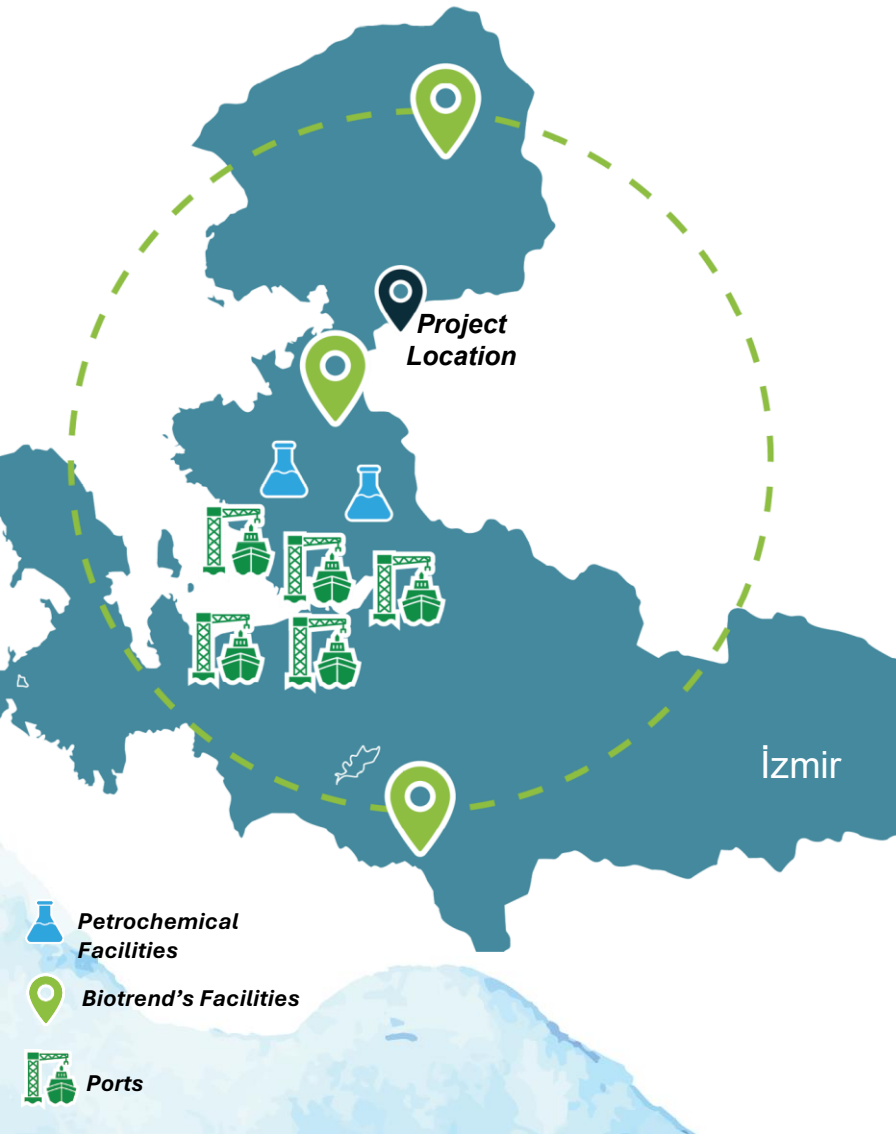 Project
Location
İzmir
Petrochemical
Facilities
Biotrend's Facilities
Ports